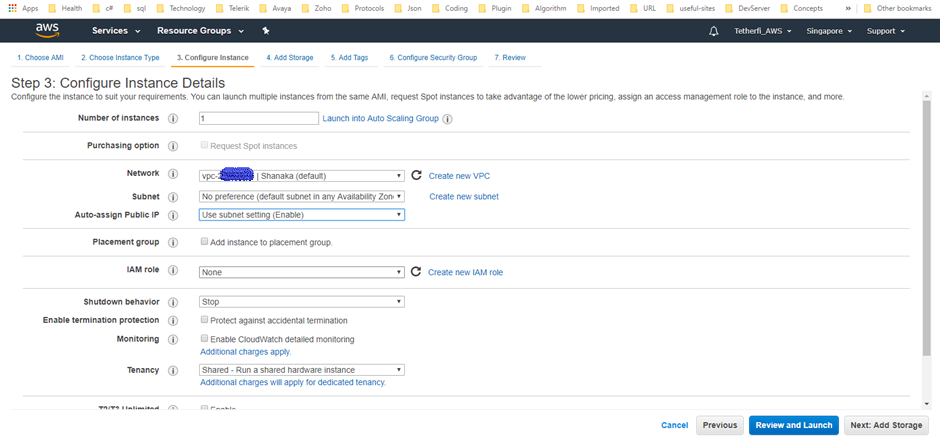 Apps Health c# sql Technology Telerik Avaya Zoho Protocols Json Coding Plugin Algorithm Imported URL useful-sites DevServer Concepts » Other bookmarks
aws Services Resource Groups Tetherfi_AWS Singapore Support
1. Choose AMI 2. Choose Instance Type 3. Configure Instance 4. Add Storage 5. Add Tags 6. Configure Security Group 7. Review
Step 3: Configure Instance Details
Configure the instance to suit your requirements. You can launch multiple instances from the same AMI, request Spot instances to take advantage of the lower pricing, assign an access management role to the instance, and more.
Number of instances i 1 Launch into Auto Scaling Group i
Purchasing option i Request Spot instances
Network i vpc- | Shanaka (default) Create new VPC
Subnet i No preference (default subnet in any Availability Zon Create new subnet
Auto-assign Public IP i Use subnet setting (Enable)
Placement group i Add instance to placement group.
IAM role i None Create new IAM role
Shutdown behavior i Stop
Enable termination protection i Protect against accidental termination
Monitoring i Enable CloudWatch detailed monitoring
Additional charges apply.
Tenancy i Shared - Run a shared hardware instance
Additional charges will apply for dedicated tenancy.
T2/T3 Unlimited i Enable
Cancel Previous Review and Launch Next: Add Storage